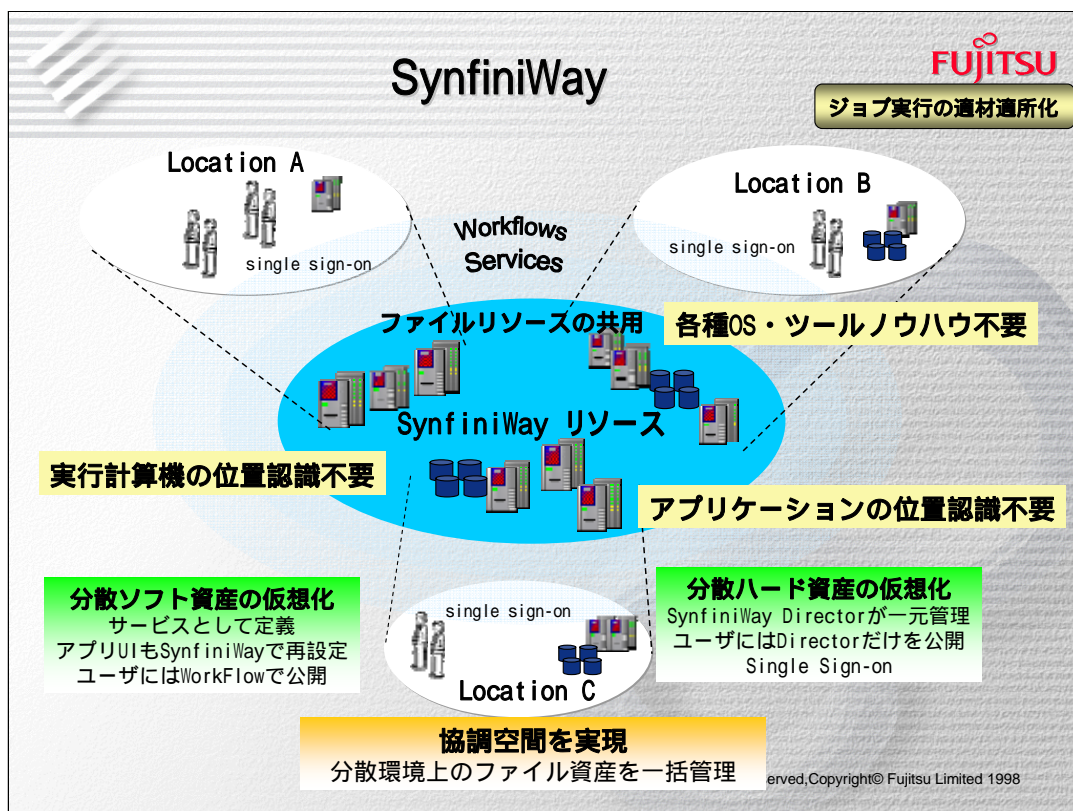 SynfiniWay
FUJITSU
ジョブ実行の適材適所化
Location A
single sign-on
Location B
single sign-on
Workflows
Services
ファイルリソースの共用
各種OS・ツールノウハウ不要
SynfiniWay リソース
実行計算機の位置認識不要
アプリケーションの位置認識不要
分散ソフト資産の仮想化
サービスとして定義
アプリUIもSynfiniWayで再設定
ユーザにはWorkFlowで公開
分散ハード資産の仮想化
SynfiniWay Directorが一元管理
ユーザにはDirectorだけを公開
Single Sign-on
single sign-on
Location C
協調空間を実現
分散環境上のファイル資産を一括管理
erved,Copyright© Fujitsu Limited 1998